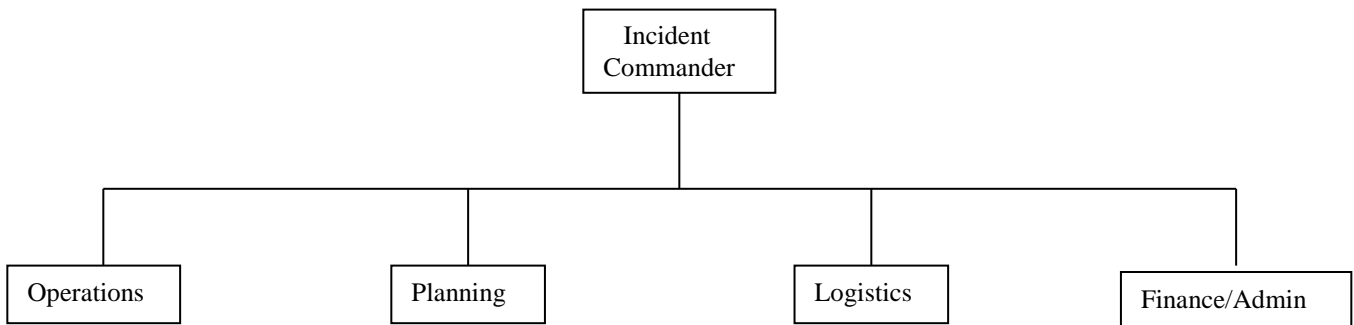 Incident
Commander
Operations
Planning
Logistics
Finance/Admin